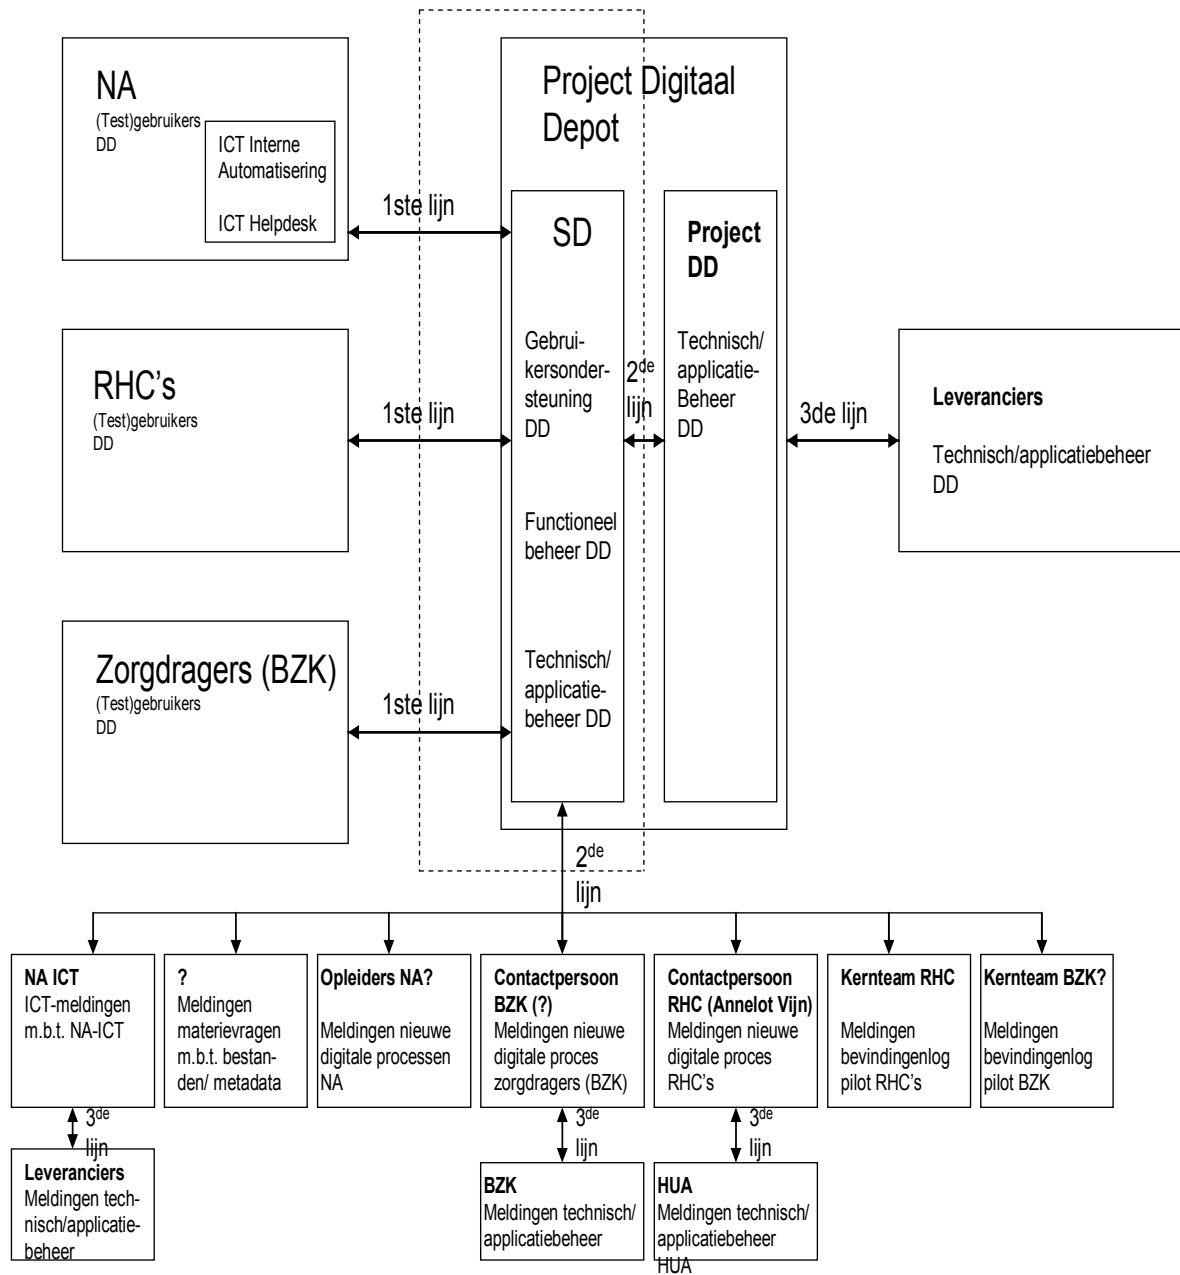 NA
(Test)gebruikers
DD
ICT Interne
Automatisering
ICT Helpdesk
1ste lijn
Project Digitaal
Depot
SD
Gebrui-
kersonder-
steuning
DD
Functioneel
beheer DD
Technisch/
applicatie-
beheer DD
2de
lijn
Project
DD
Technisch/
applicatie-
Beheer
DD
3de lijn
Leveranciers
Technisch/applicatiebeheer
DD
RHC's
(Test)gebruikers
DD
1ste lijn
Zorgdragers (BZK)
(Test)gebruikers
DD
1ste lijn
2de
lijn
NA ICT
ICT-meldingen
m.b.t. NA-ICT
?
Meldingen
materievragen
m.b.t. bestan-
den/ metadata
Opleiders NA?
Meldingen nieuwe
digitale processen
NA
Contactpersoon
BZK (?)
Meldingen nieuwe
digitale proces
zorgdragers (BZK)
Contactpersoon
RHC (Annelot Vijn)
Meldingen nieuwe
digitale proces
RHC's
Kernteam RHC
Meldingen
bevindingenlog
pilot RHC's
Kernteam BZK?
Meldingen
bevindingenlog
pilot BZK
3de
lijn
Leveranciers
Meldingen tech-
nisch/applicatie-
beheer
3de
lijn
BZK
Meldingen technisch/
applicatiebeheer
3de
lijn
HUA
Meldingen technisch/
applicatiebeheer
HUA